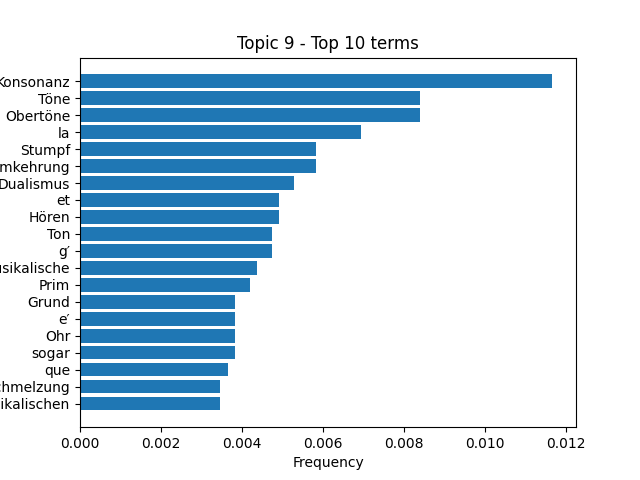 Topic 9 - Top 10 terms
Konsonanz
Töne
Obertöne
la
Stumpf
mkehrung
Dualismus
et
Hören
Ton
g′
usikalische
Prim
Grund
e′
Ohr
sogar
que
chmelzung
ikalischen
0.000 0.002 0.004 0.006 0.008 0.010 0.012
Frequency